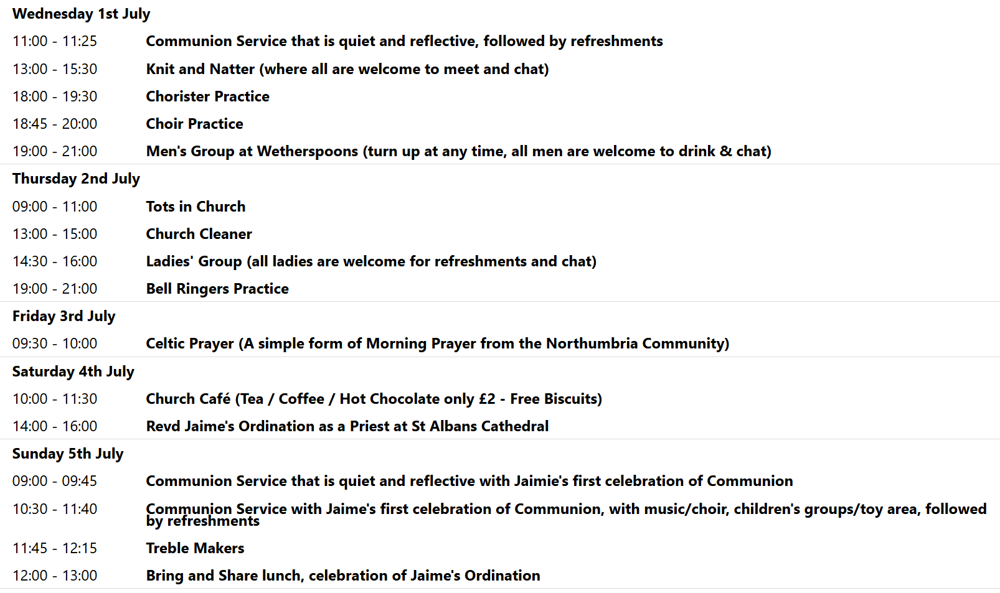 Wednesday 1st July
11:00 - 11:25 Communion Service that is quiet and reflective, followed by refreshments
13:00 - 15:30 Knit and Natter (where all are welcome to meet and chat)
18:00 - 19:30 Chorister Practice
18:45 - 20:00 Choir Practice
19:00 - 21:00 Men's Group at Wetherspoons (turn up at any time, all men are welcome to drink & chat)
Thursday 2nd July
09:00 - 11:00 Tots in Church
13:00 - 15:00 Church Cleaner
14:30 - 16:00 Ladies' Group (all ladies are welcome for refreshments and chat)
19:00 - 21:00 Bell Ringers Practice
Friday 3rd July
09:30 - 10:00 Celtic Prayer (A simple form of Morning Prayer from the Northumbria Community)
Saturday 4th July
10:00 - 11:30 Church Café (Tea / Coffee / Hot Chocolate only £2 - Free Biscuits)
14:00 - 16:00 Revd Jaime's Ordination as a Priest at St Albans Cathedral
Sunday 5th July
09:00 - 09:45 Communion Service that is quiet and reflective with Jaimie's first celebration of Communion
10:30 - 11:40 Communion Service with Jaime's first celebration of Communion, with music/choir, children's groups/toy area, followed
by refreshments
11:45 - 12:15 Treble Makers
12:00 - 13:00 Bring and Share lunch, celebration of Jaime's Ordination